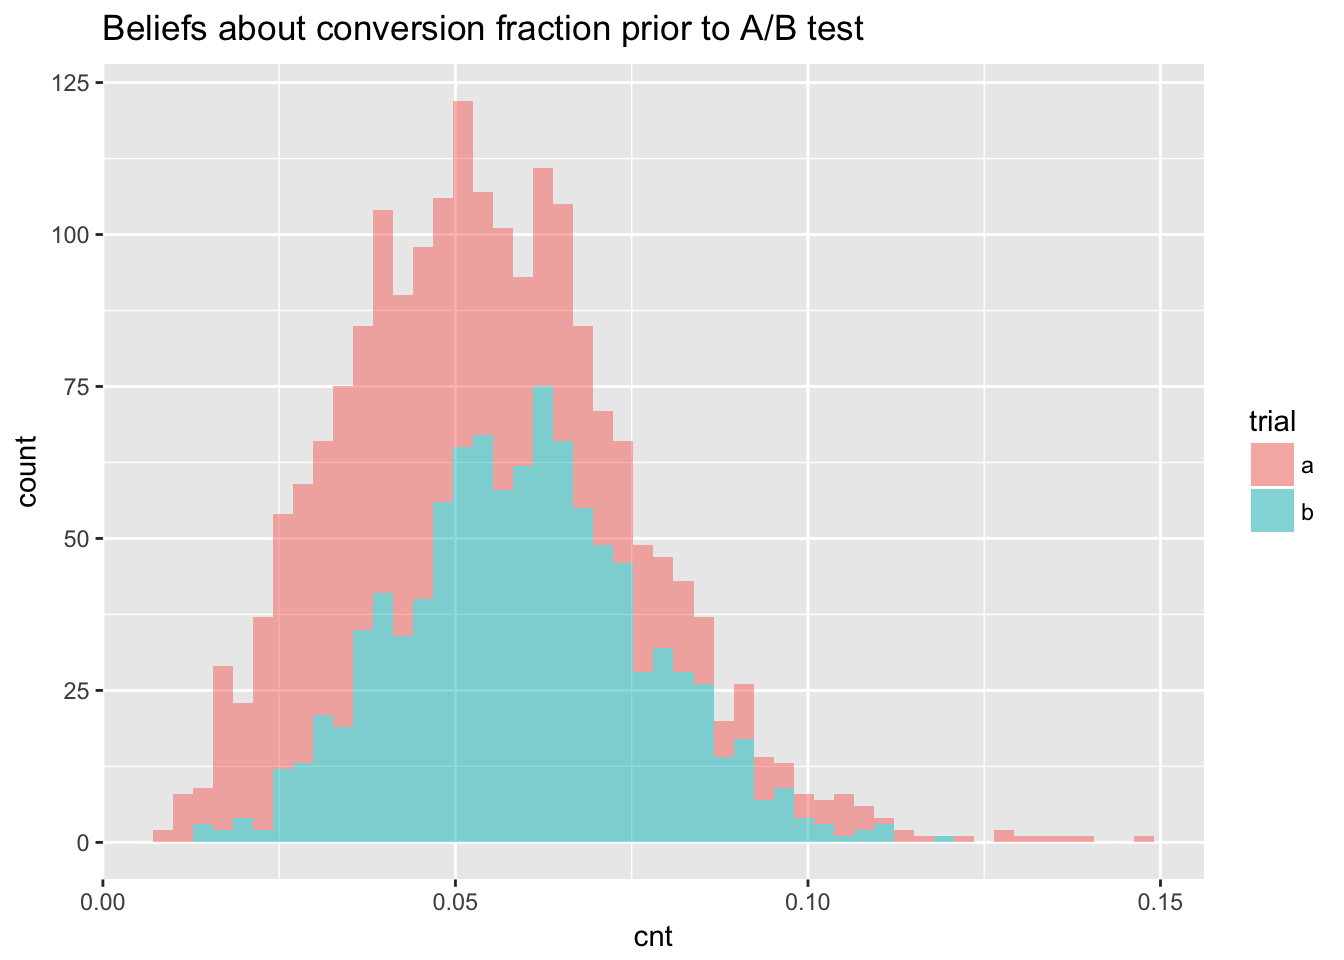 Beliefs about conversion fraction prior to A/B test
125
100
75
50
25
0
count
0.00 0.05 0.10 0.15
cnt
trial
a
b